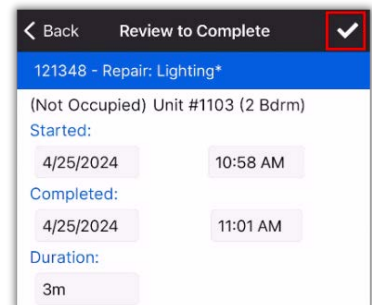 Back Review to Complete
121348 - Repair: Lighting*
(Not Occupied) Unit #1103 (2 Bdrm)
Started:
4/25/2024 10:58 AM
Completed:
4/25/2024 11:01 AM
Duration:
3m